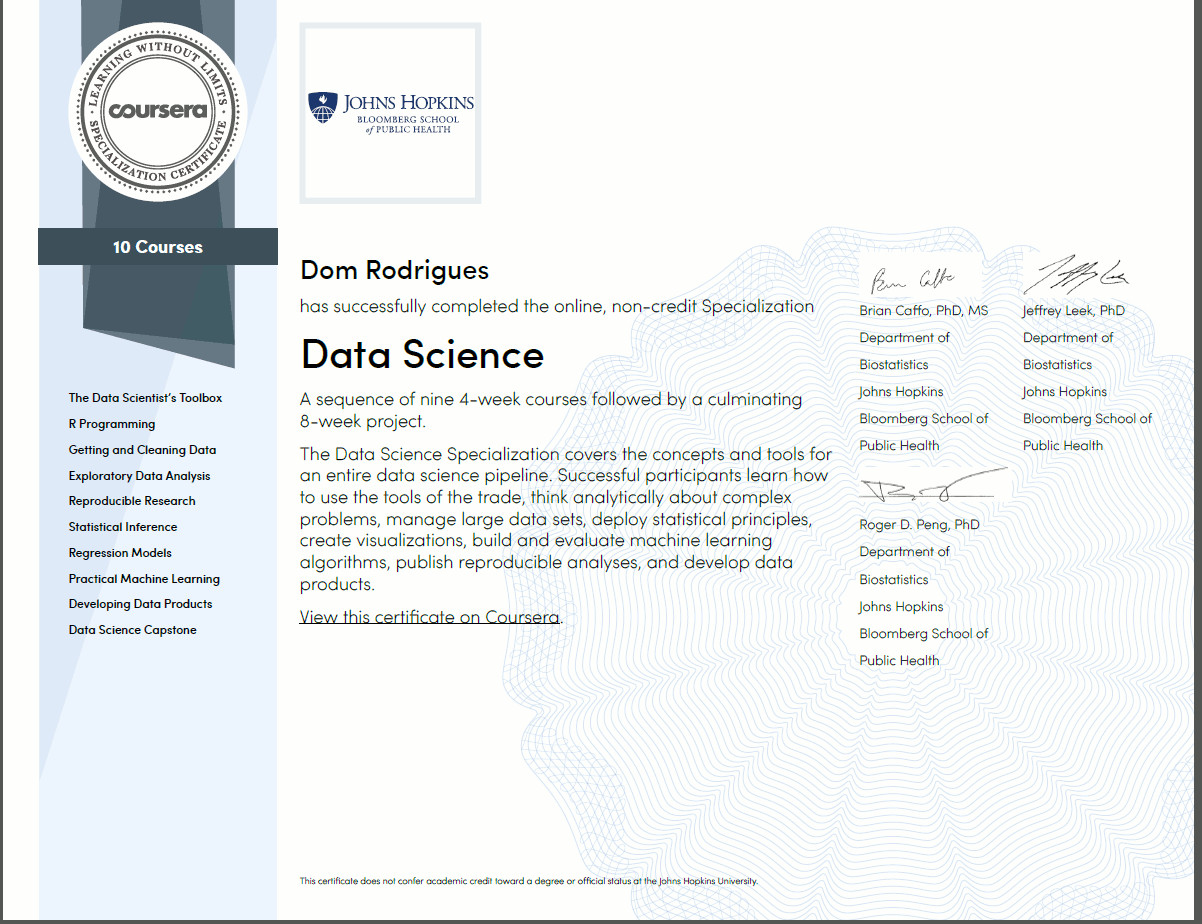 LEARNING WITHOUT LIMITS
coursera
SPECIALIZATION CERTIFICATE
10 Courses
The Data Scientist's Toolbox
R Programming
Getting and Cleaning Data
Exploratory Data Analysis
Reproducible Research
Statistical Inference
Regression Models
Practical Machine Learning
Developing Data Products
Data Science Capstone
JOHNS HOPKINS
BLOOMBERG SCHOOL
of PUBLIC HEALTH
Dom Rodrigues
has successfully completed the online, non-credit Specialization
Data Science
A sequence of nine 4-week courses followed by a culminating
8-week project.
The Data Science Specialization covers the concepts and tools for
an entire data science pipeline. Successful participants learn how
to use the tools of the trade, think analytically about complex
problems, manage large data sets, deploy statistical principles,
create visualizations, build and evaluate machine learning
algorithms, publish reproducible analyses, and develop data
products.
View this certificate on Coursera.
Brian Caffo, PhD, MS
Department of
Biostatistics
Johns Hopkins
Bloomberg School of
Public Health
Jeffrey Leek, PhD
Department of
Biostatistics
Johns Hopkins
Bloomberg School of
Public Health
Roger D. Peng, PhD
Department of
Biostatistics
Johns Hopkins
Bloomberg School of
Public Health
This certificate does not confer academic credit toward a degree or official status at the Johns Hopkins University.